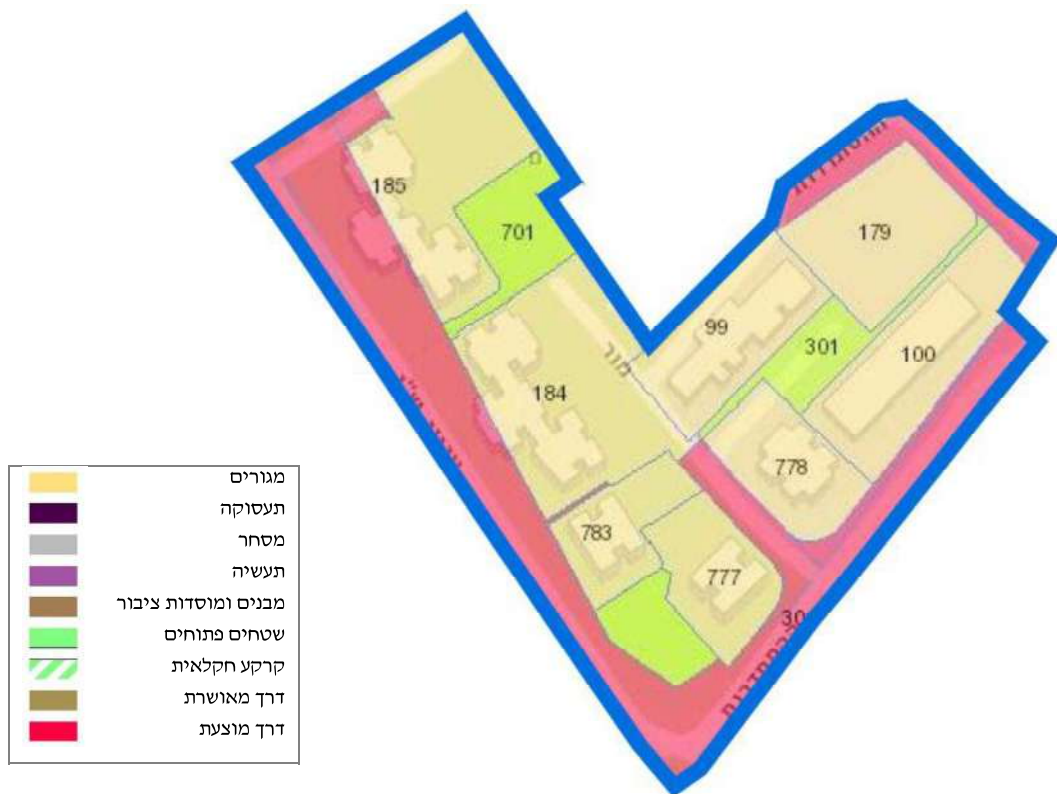 185
701
179
99
301
100
184
778
783
777
30
מגורים
תעסוקה
מסחר
תעשיה
מבנים ומוסדות ציבור
שטחים פתוחים
קרקע חקלאית
דרך מאושרת
דרך מוצעת